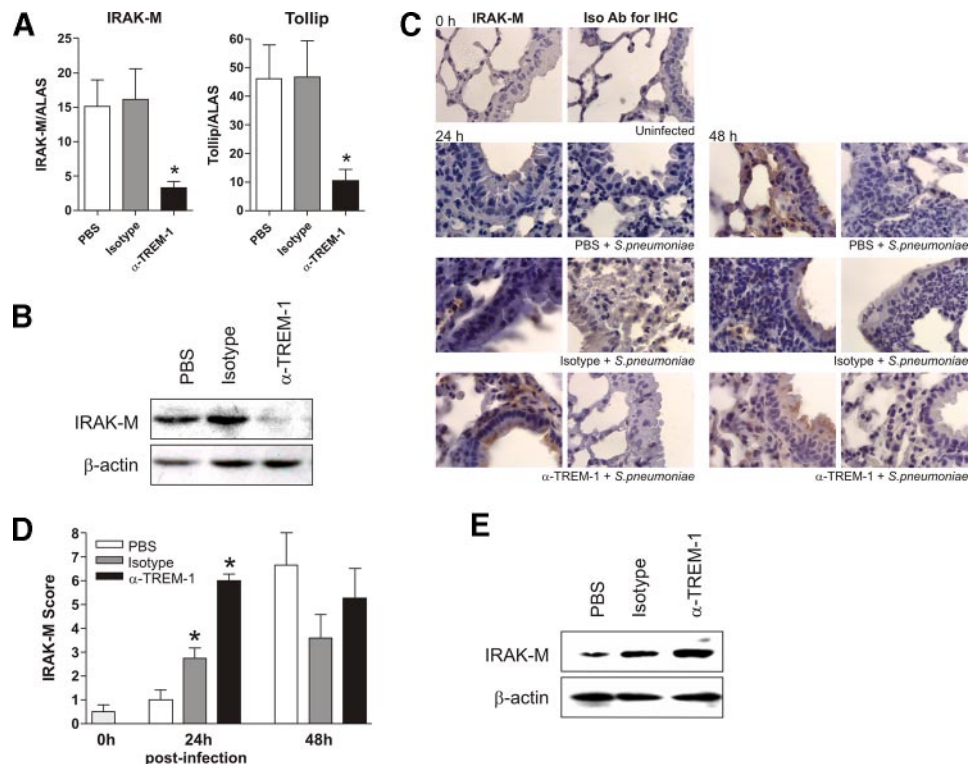 A
IRAK-M
IRAK-M/ALAS
25
20
15
10
5
0
*
PBS
Isotype
α-TREM-1
Tollip
Tollip/ALAS
60
50
40
30
20
10
0
*
PBS
Isotype
α-TREM-1
B
PBS
Isotype
α-TREM-1
IRAK-M
β-actin
C
IRAK-M
Iso Ab for IHC
0 h
Uninfected
24 h
48 h
PBS + S.pneumoniae
PBS + S.pneumoniae
Isotype + S.pneumoniae
Isotype + S.pneumoniae
α-TREM-1 + S.pneumoniae
α-TREM-1 + S.pneumoniae
D
IRAK-M Score
8
7
6
5
4
3
2
1
0
PBS
Isotype
α-TREM-1
*
*
0h
24h
48h
post-infection
E
PBS
Isotype
α-TREM-1
IRAK-M
β-actin